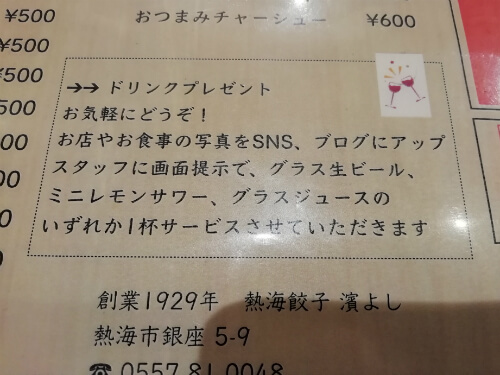 ¥500
おつまみチャーシュー ¥600
¥500
¥500
→→ ドリンクプレゼント
お気軽にどうぞ！
お店やお食事の写真をSNS、ブログにアップ
スタッフに画面提示で、グラス生ビール、
ミニレモンサワー、グラスジュースの
いずれか1杯サービスさせていただきます
創業1929年 熱海餃子 濱よし
熱海市銀座 5-9
☎ 0557 81 0048